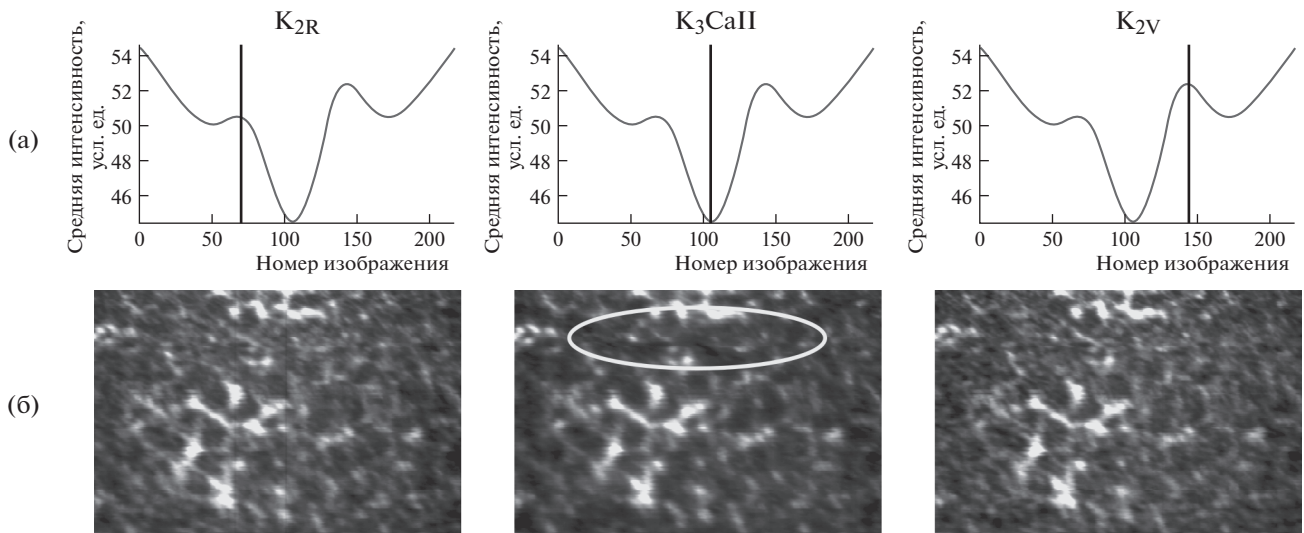 K2R
K3CaII
K2V
(а)
Средняя интенсивность,
усл. ед.
54
52
50
48
46
0 50 100 150 200
Номер изображения
Средняя интенсивность,
усл. ед.
54
52
50
48
46
0 50 100 150 200
Номер изображения
Средняя интенсивность,
усл. ед.
54
52
50
48
46
0 50 100 150 200
Номер изображения
(б)